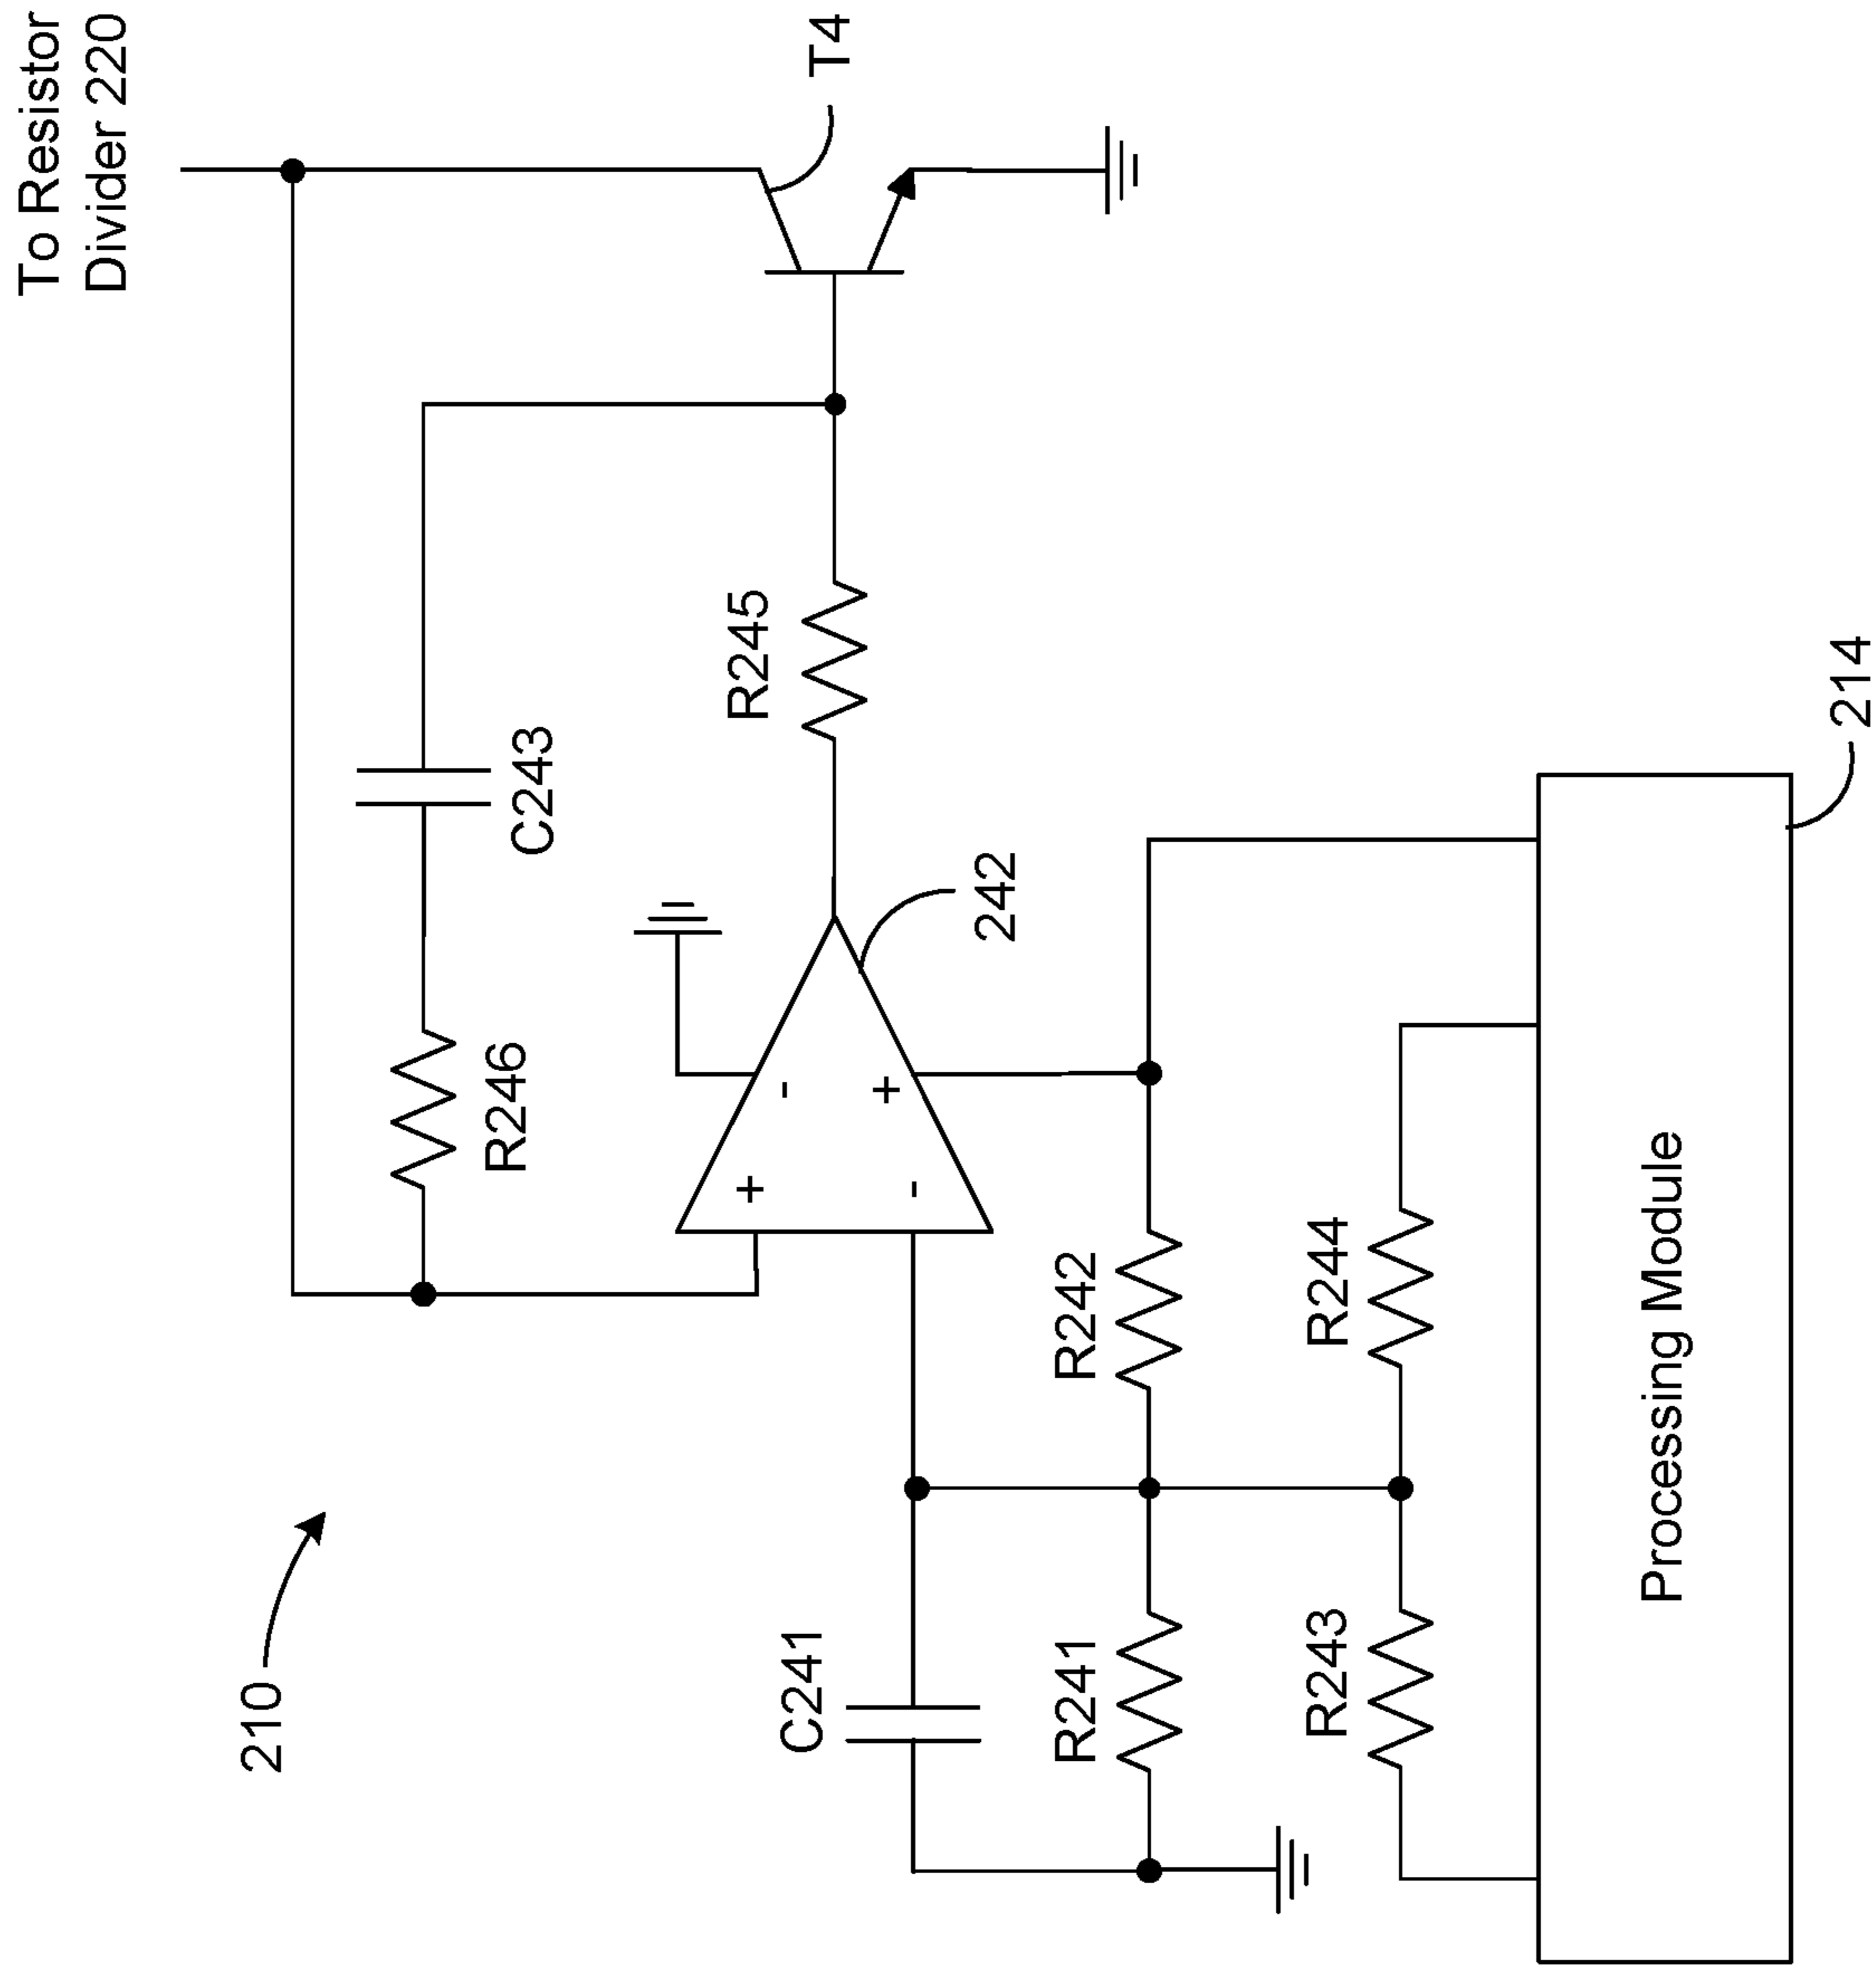 To Resistor
Divider 220
T4
C243
R246
R245
242
+
-
-
+
210
C241
R242
R241
R244
R243
Processing Module
214